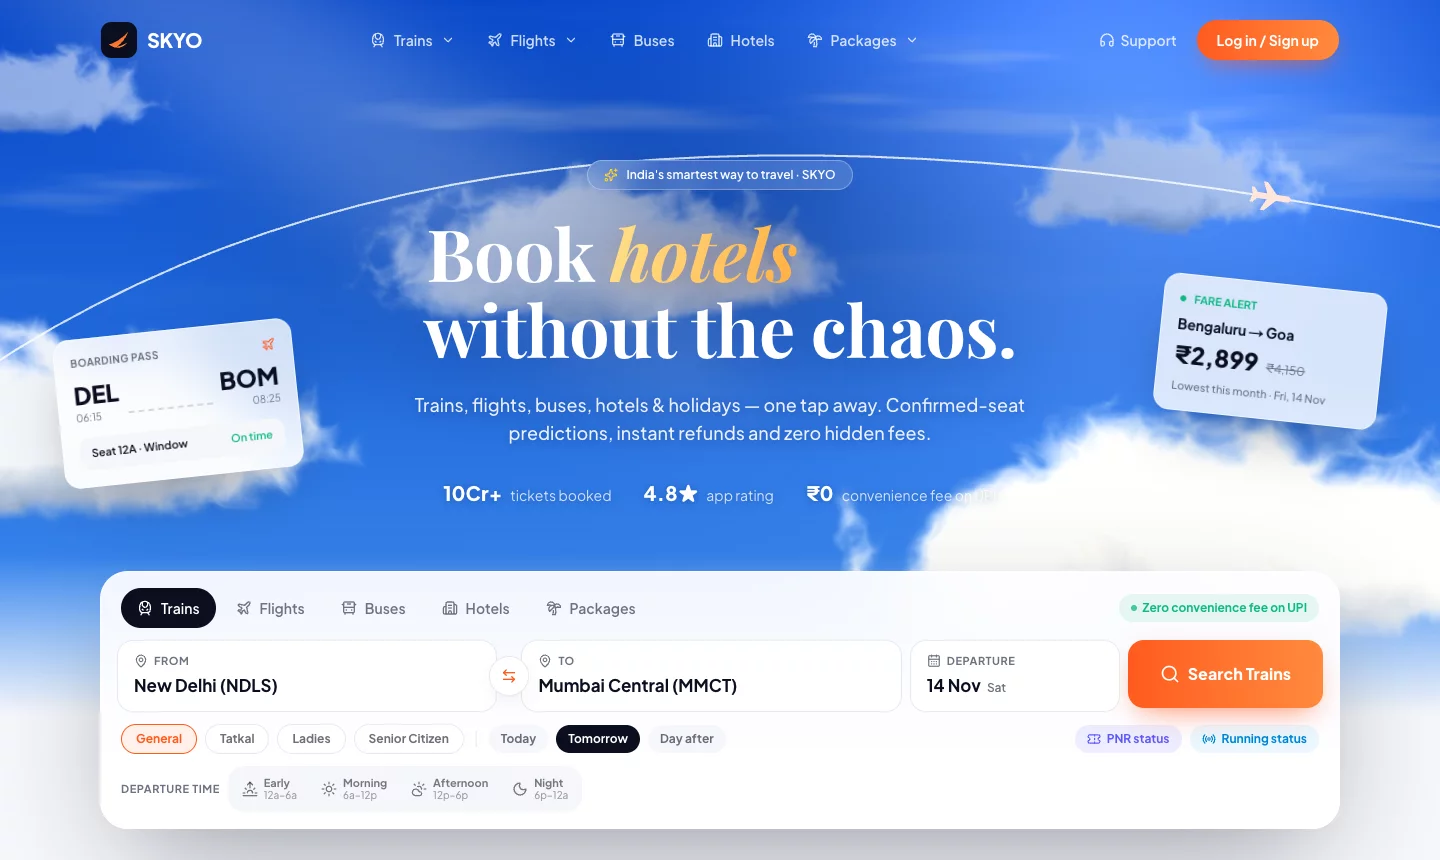 SKYO
Trains
Flights
Buses
Hotels
Packages
Support
Log in / Sign up
India's smartest way to travel · SKYO
Book hotels
without the chaos.
Trains, flights, buses, hotels & holidays — one tap away. Confirmed-seat
predictions, instant refunds and zero hidden fees.
10Cr+ tickets booked
4.8★ app rating
₹0 convenience fee on UPI
BOARDING PASS
DEL
BOM
06:15
08:25
Seat 12A · Window
On time
FARE ALERT
Bengaluru → Goa
₹2,899 ₹4,150
Lowest this month · Fri, 14 Nov
Trains
Flights
Buses
Hotels
Packages
Zero convenience fee on UPI
FROM
New Delhi (NDLS)
TO
Mumbai Central (MMCT)
DEPARTURE
14 Nov Sat
Search Trains
General
Tatkal
Ladies
Senior Citizen
Today
Tomorrow
Day after
PNR status
Running status
DEPARTURE TIME
Early
12a–6a
Morning
6a–12p
Afternoon
12p–6p
Night
6p–12a